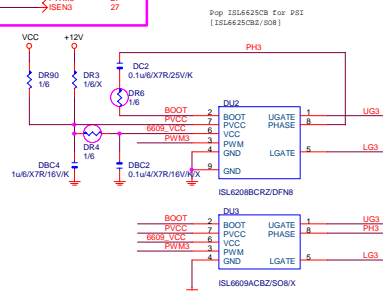 ISEN3 27
Pop ISL6625CB for PSI
[ISL6625CBZ/SO8]
VCC +12V
PH3
DC2
0.1u/6/X7R/25V/K
DR90
1/6
DR3
1/6/X
DR6
1/6
BOOT
PVCC
6609_VCC
PWM3
DU2
2 BOOT UGATE 1 UG3
7 PVCC PHASE 8
6 VCC
3 PWM
4 GND LGATE 5 LG3
9 GND
ISL6208BCRZ/DFN8
DR4
1/6
DBC4
1u/6/X7R/16V/K
DBC2
0.1u/4/X7R/16V/K/X
DU3
BOOT 2 BOOT UGATE 1 UG3
PVCC 7 PVCC PHASE 8 PH3
6609_VCC 6 VCC
PWM3 3 PWM
4 GND LGATE 5 LG3
ISL6609ACBZ/SO8/X